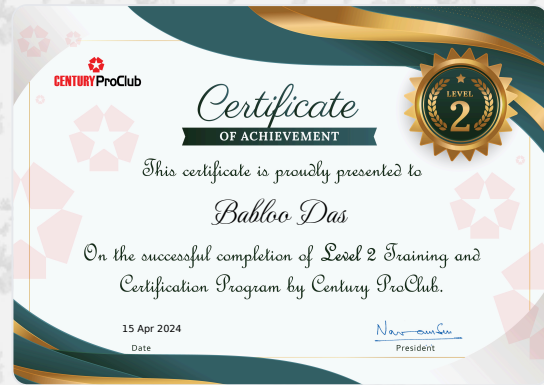 CENTURY ProClub
Certificate
OF ACHIEVEMENT
LEVEL
2
This certificate is proudly presented to
Babloo Das
On the successful completion of Level 2 Training and
Certification Program by Century ProClub.
15 Apr 2024
Date
President